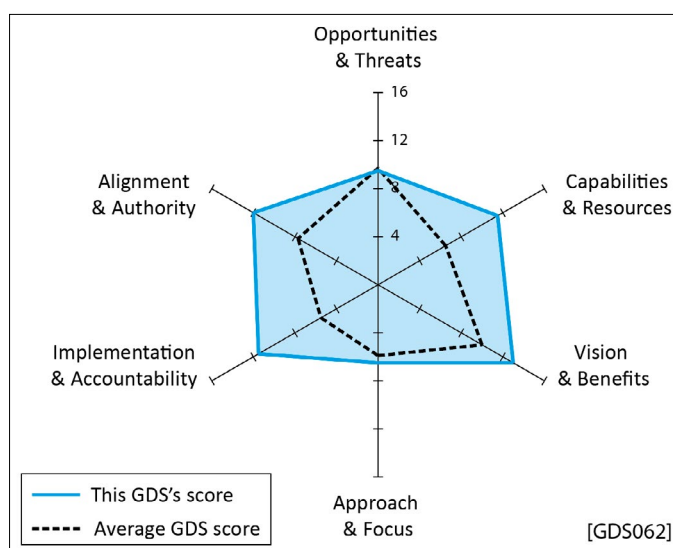 Opportunities
& Threats
16
12
8
4
Alignment
& Authority
Capabilities
& Resources
Implementation
& Accountability
Vision
& Benefits
Approach
& Focus
This GDS's score
Average GDS score
[GDS062]